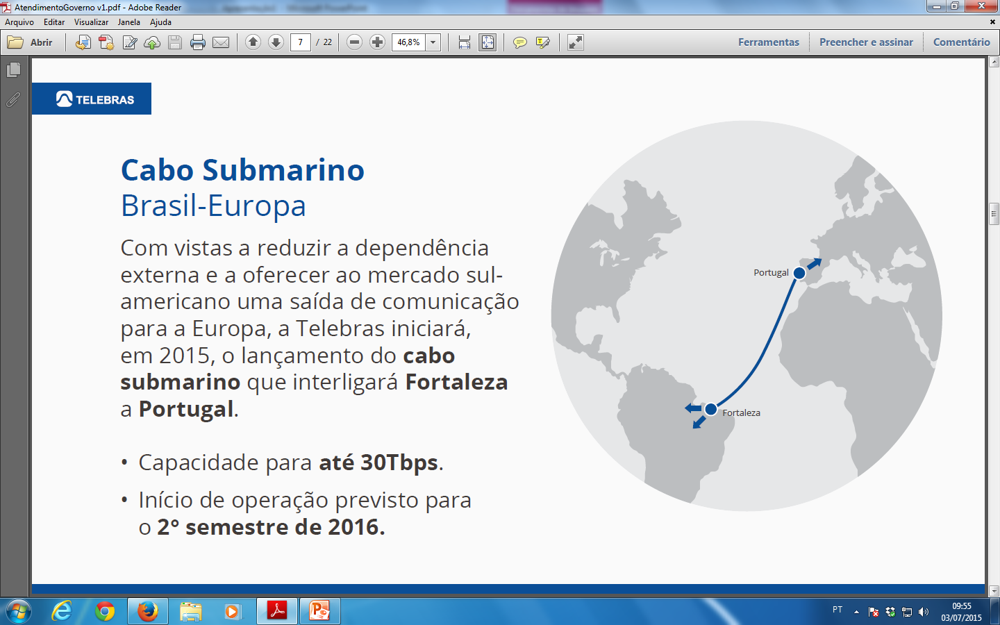 AtendimentoGoverno v1.pdf - Adobe Reader
Arquivo Editar Visualizar Janela Ajuda
Abrir 7 / 22 46,8% Ferramentas Preencher e assinar Comentário
TELEBRAS
Cabo Submarino
Brasil-Europa
Com vistas a reduzir a dependência
externa e a oferecer ao mercado sul-
americano uma saída de comunicação
para a Europa, a Telebras iniciará,
em 2015, o lançamento do cabo
submarino que interligará Fortaleza
a Portugal.
• Capacidade para até 30Tbps.
• Início de operação previsto para
o 2° semestre de 2016.
Portugal
Fortaleza
PT
09:55
03/07/2015